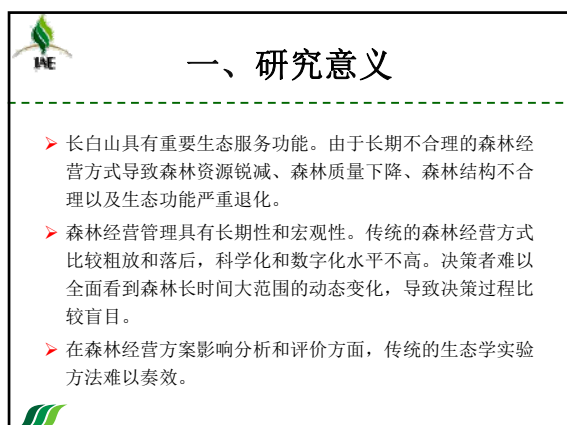 IAE
一、研究意义
长白山具有重要生态服务功能。由于长期不合理的森林经
营方式导致森林资源锐减、森林质量下降、森林结构不合
理以及生态功能严重退化。
森林经营管理具有长期性和宏观性。传统的森林经营方式
比较粗放和落后，科学化和数字化水平不高。决策者难以
全面看到森林长时间大范围的动态变化，导致决策过程比
较盲目。
在森林经营方案影响分析和评价方面，传统的生态学实验
方法难以奏效。